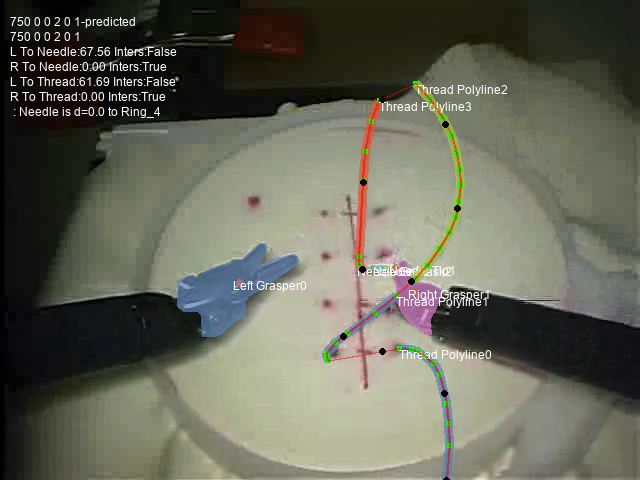 750 0 0 2 0 1-predicted
750 0 0 2 0 1
L To Needle:67.56 Inters:False
R To Needle:0.00 Inters:True
L To Thread:61.69 Inters:False
R To Thread:0.00 Inters:True
: Needle is d=0.0 to Ring_4
Thread Polyline2
Thread Polyline3
Left Grasper0
Right Grasper1
Thread Polyline1
Thread Polyline0